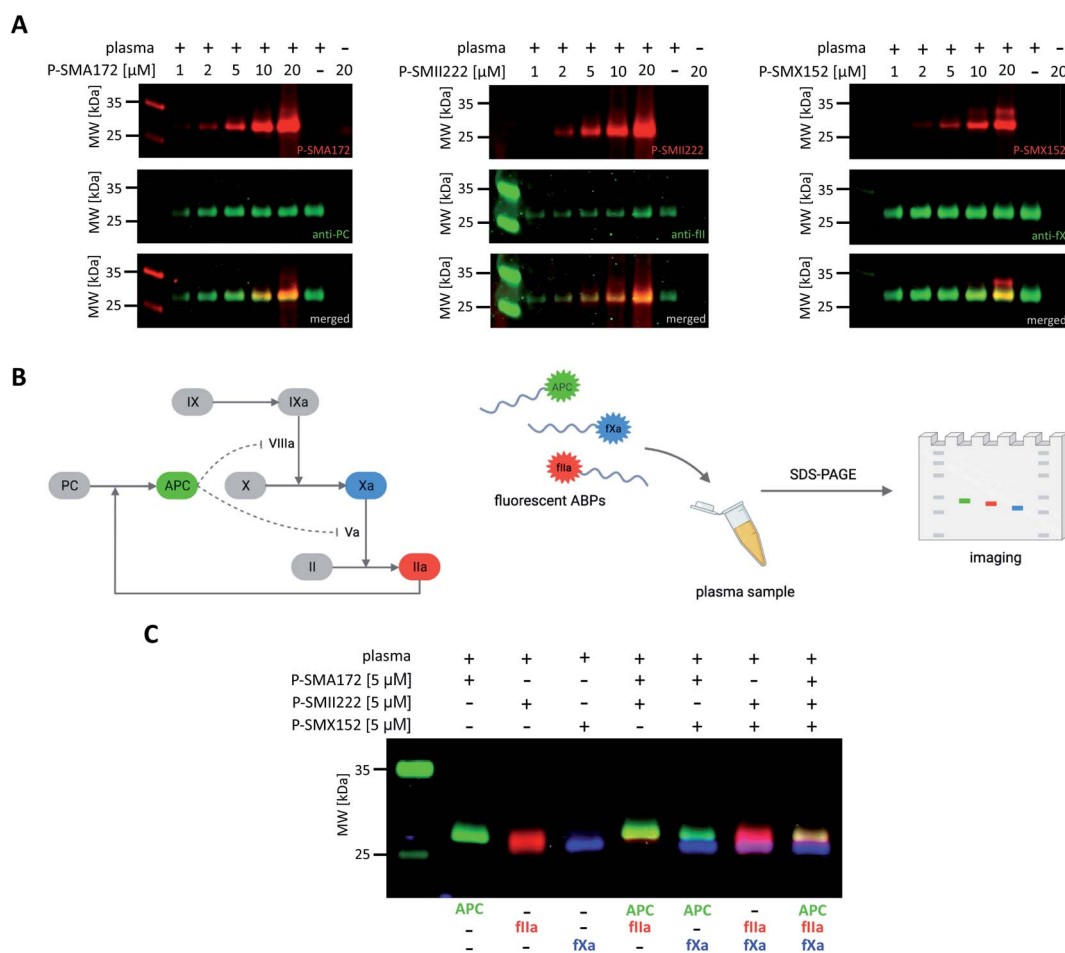 A
plasma + + + + + + –
P-SMA172 [µM] 1 2 5 10 20 – 20
MW [kDa] 35 25
P-SMA172
MW [kDa] 35 25
anti-PC
MW [kDa] 35 25
merged
plasma + + + + + + –
P-SMII222 [µM] 1 2 5 10 20 – 20
MW [kDa] 35 25
P-SMII222
MW [kDa] 35 25
anti-fII
MW [kDa] 35 25
merged
plasma + + + + + + –
P-SMX152 [µM] 1 2 5 10 20 – 20
MW [kDa] 35 25
P-SMX152
MW [kDa] 35 25
anti-fX
MW [kDa] 35 25
merged
B
IX IXa
VIIIa
PC APC X Xa
Va
II IIa
APC
fXa
fIIa
fluorescent ABPs
plasma sample
SDS-PAGE
imaging
C
plasma + + + + + + +
P-SMA172 [5 µM] + – – + + – +
P-SMII222 [5 µM] – + – + – + +
P-SMX152 [5 µM] – – + – + + +
MW [kDa] 35 25
APC – – APC APC – APC
– fIIa – fIIa – fIIa fIIa
– – fXa – fXa fXa fXa